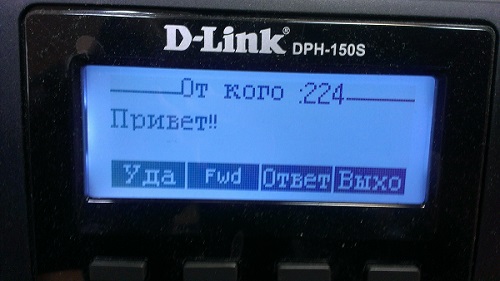 D-Link® DPH-150S
От кого :224
Привет!!
Уда Fwd Ответ Выхо